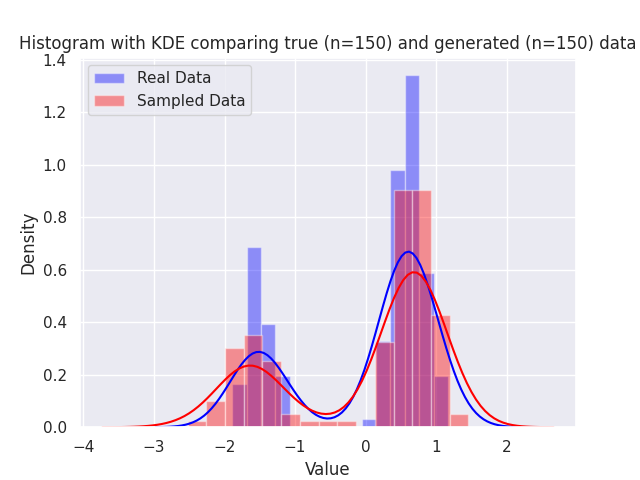 Histogram with KDE comparing true (n=150) and generated (n=150) data
Real Data
Sampled Data
Density
1.4
1.2
1.0
0.8
0.6
0.4
0.2
0.0
−4 −3 −2 −1 0 1 2
Value